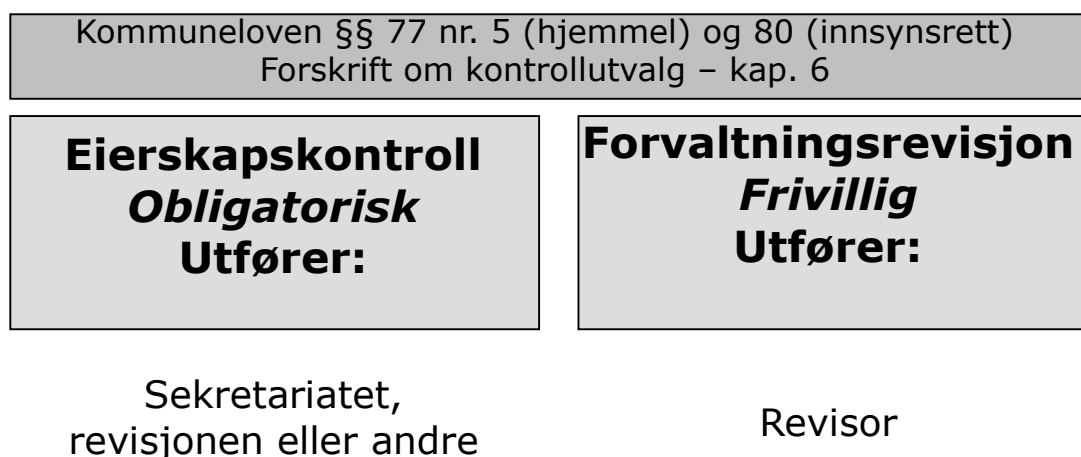 Kommuneloven §§ 77 nr. 5 (hjemmel) og 80 (innsynsrett)
Forskrift om kontrollutvalg – kap. 6
Eierskapskontroll
Obligatorisk
Utfører:
Forvaltningsrevisjon
Frivillig
Utfører:
Sekretariatet,
revisjonen eller andre
Revisor